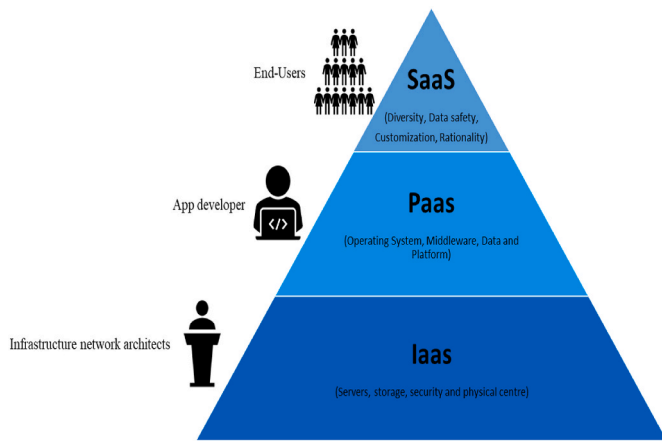 End-Users
SaaS
(Diversity, Data safety,
Customization, Rationality)
App developer
</>
Paas
(Operating System, Middleware, Data and
Platform)
Infrastructure network architects
Iaas
(Servers, storage, security and physical centre)